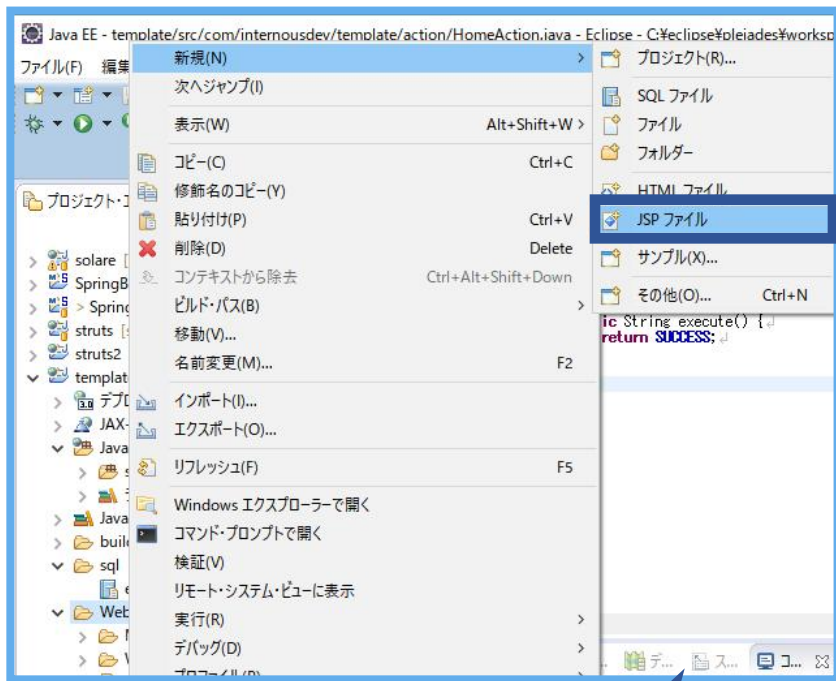 Java EE - template/src/com/internousdev/template/action/HomeAction.java - Eclipse - C:¥eclipse¥pleiades¥worksp
ファイル(F) 編集
新規(N)
次へジャンプ(I)
表示(W) Alt+Shift+W >
コピー(C) Ctrl+C
修飾名のコピー(Y)
貼り付け(P) Ctrl+V
削除(D) Delete
コンテキストから除去 Ctrl+Alt+Shift+Down
ビルド・パス(B)
移動(V)...
名前変更(M)... F2
インポート(I)...
エクスポート(O)...
リフレッシュ(F) F5
Windows エクスプローラーで開く
コマンド・プロンプトで開く
検証(V)
リモート・システム・ビューに表示
実行(R)
デバッグ(D)
プロファイル(P)
プロジェクト(R)...
SQL ファイル
ファイル
フォルダー
HTML ファイル
JSP ファイル
サンプル(X)...
その他(O)... Ctrl+N
ic String execute() {
return SUCCESS;
プロジェクト・
solare [
SpringB
> Spring
struts [
struts2
templat
デプロ
JAX-
Java
Java
build
sql
Web
デ...
ス...
コ...